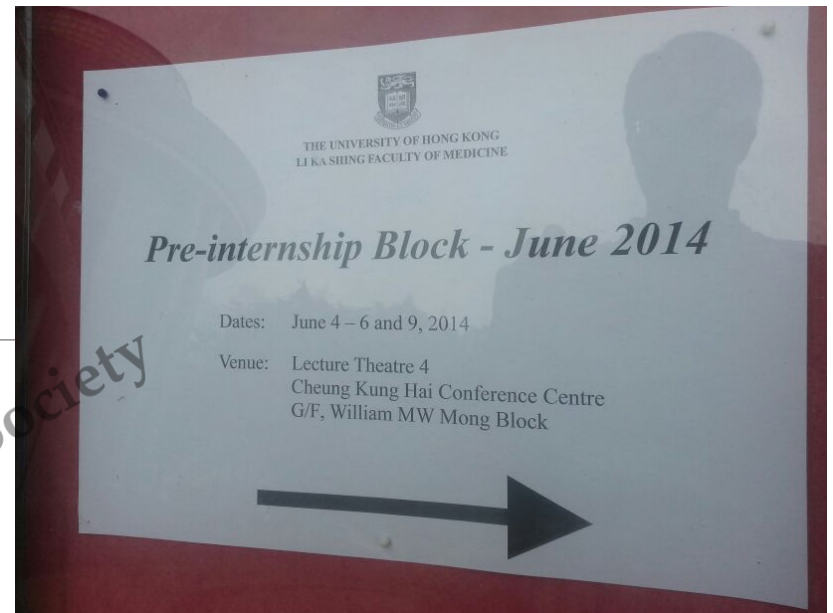 THE UNIVERSITY OF HONG KONG
LI KA SHING FACULTY OF MEDICINE
Pre-internship Block - June 2014
Dates: June 4 – 6 and 9, 2014
Venue: Lecture Theatre 4
Cheung Kung Hai Conference Centre
G/F, William MW Mong Block
Society